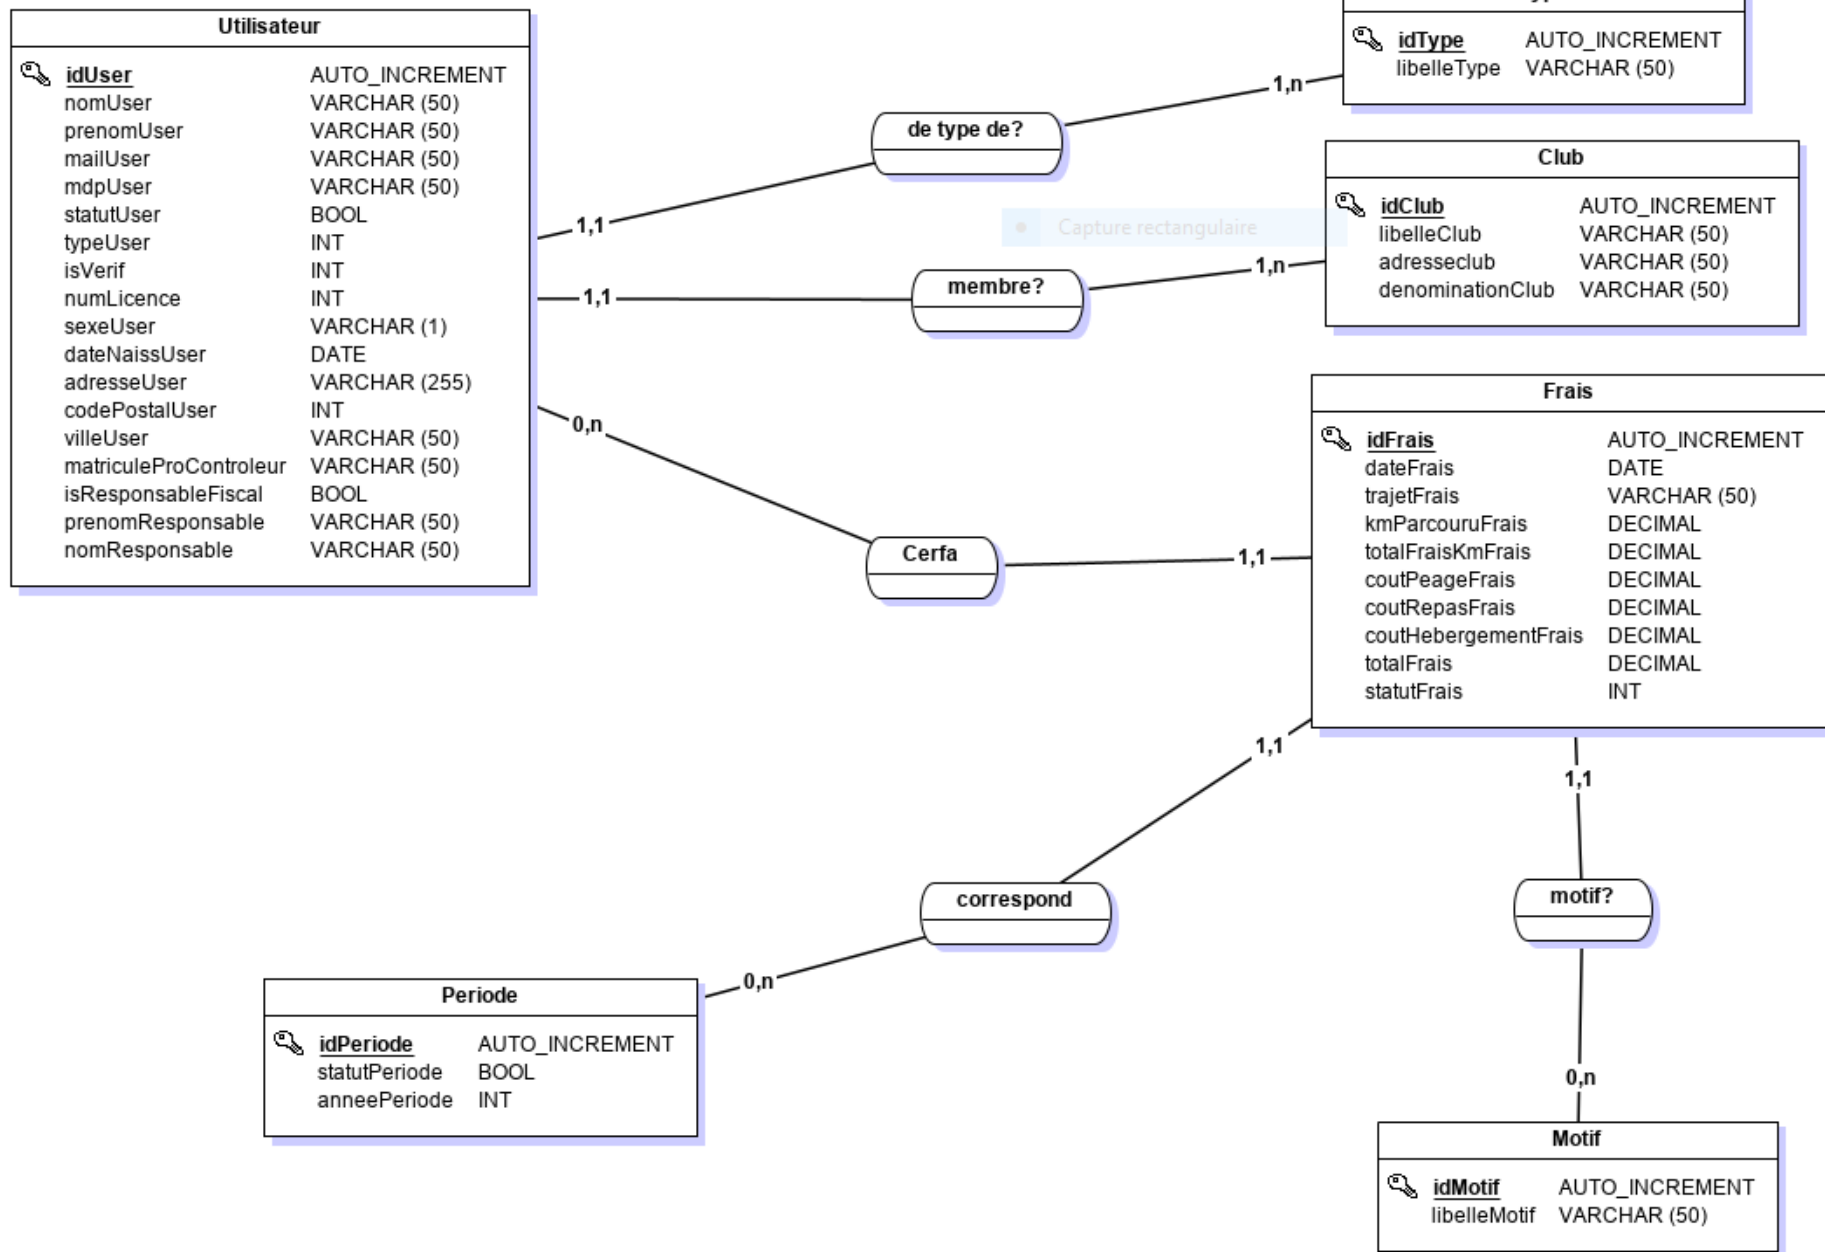 Utilisateur
idUser AUTO_INCREMENT
nomUser VARCHAR (50)
prenomUser VARCHAR (50)
mailUser VARCHAR (50)
mdpUser VARCHAR (50)
statutUser BOOL
typeUser INT
isVerif INT
numLicence INT
sexeUser VARCHAR (1)
dateNaissUser DATE
adresseUser VARCHAR (255)
codePostalUser INT
villeUser VARCHAR (50)
matriculeProControleur VARCHAR (50)
isResponsableFiscal BOOL
prenomResponsable VARCHAR (50)
nomResponsable VARCHAR (50)
1,1
de type de?
1,n
idType AUTO_INCREMENT
libelleType VARCHAR (50)
1,1
membre?
1,n
Capture rectangulaire
Club
idClub AUTO_INCREMENT
libelleClub VARCHAR (50)
adresseclub VARCHAR (50)
denominationClub VARCHAR (50)
0,n
Cerfa
1,1
Frais
idFrais AUTO_INCREMENT
dateFrais DATE
trajetFrais VARCHAR (50)
kmParcouruFrais DECIMAL
totalFraisKmFrais DECIMAL
coutPeageFrais DECIMAL
coutRepasFrais DECIMAL
coutHebergementFrais DECIMAL
totalFrais DECIMAL
statutFrais INT
1,1
correspond
0,n
Periode
idPeriode AUTO_INCREMENT
statutPeriode BOOL
anneePeriode INT
1,1
motif?
0,n
Motif
idMotif AUTO_INCREMENT
libelleMotif VARCHAR (50)